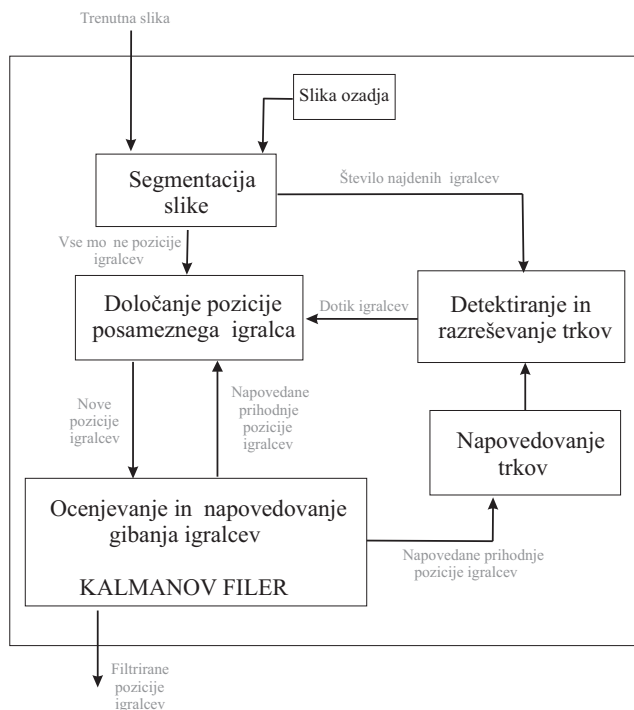 Trenutna slika
Slika ozadja
Segmentacija
slike
Število najdenih igralcev
Vse mo ne pozicije
igralcev
Določanje pozicije
posameznega igralca
Dotik igralcev
Detektiranje in
razreševanje trkov
Nove
pozicije
igralcev
Napovedane
prihodnje
pozicije
igralcev
Napovedovanje
trkov
Ocenjevanje in napovedovanje
gibanja igralcev
KALMANOV FILER
Napovedane prihodnje
pozicije igralcev
Filtrirane
pozicije
igralcev